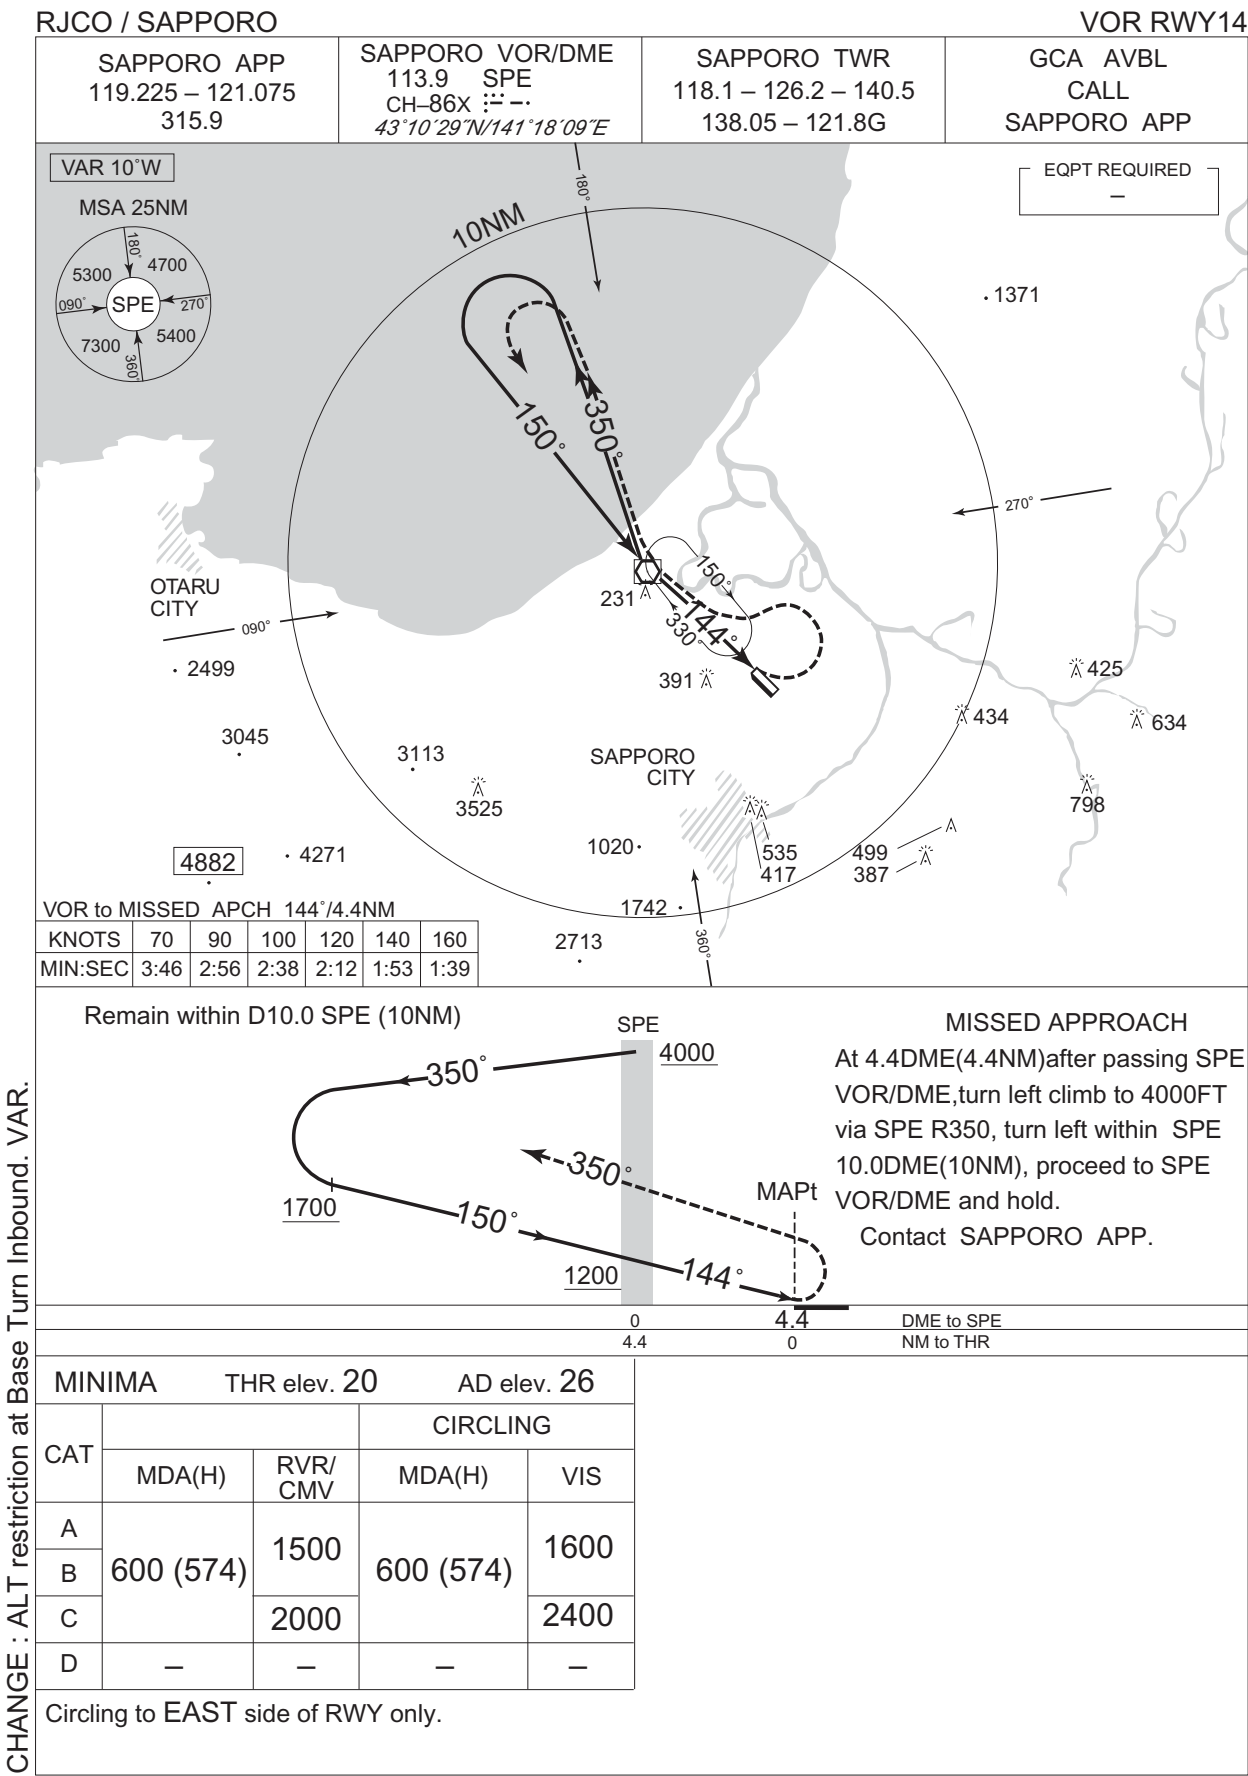 RJCO / SAPPORO
VOR RWY14
SAPPORO APP
119.225 – 121.075
315.9
SAPPORO VOR/DME
113.9 SPE
CH–86X
43°10´29˝N/141°18´09˝E
SAPPORO TWR
118.1 – 126.2 – 140.5
138.05 – 121.8G
GCA AVBL
CALL
SAPPORO APP
VAR 10°W
MSA 25NM
180°
5300
4700
090°
SPE
270°
7300
5400
360°
EQPT REQUIRED
–
180°
10NM
1371
150°
350°
270°
OTARU
CITY
090°
231
150°
330°
144°
2499
391
425
434
634
3045
3113
3525
SAPPORO
CITY
798
1020
535
417
499
387
4882
4271
1742
2713
360°
VOR to MISSED APCH 144°/4.4NM
KNOTS 70 90 100 120 140 160
MIN:SEC 3:46 2:56 2:38 2:12 1:53 1:39
Remain within D10.0 SPE (10NM)
SPE
4000
350°
350°
1700
150°
1200
144°
MAPt
MISSED APPROACH
At 4.4DME(4.4NM)after passing SPE
VOR/DME,turn left climb to 4000FT
via SPE R350, turn left within SPE
10.0DME(10NM), proceed to SPE
VOR/DME and hold.
Contact SAPPORO APP.
0 4.4 DME to SPE
4.4 0 NM to THR
MINIMA THR elev. 20 AD elev. 26
CIRCLING
CAT
MDA(H)
RVR/
CMV
MDA(H)
VIS
A
B
C
600 (574)
1500
2000
600 (574)
1600
2400
D – – – –
Circling to EAST side of RWY only.
CHANGE : ALT restriction at Base Turn Inbound. VAR.